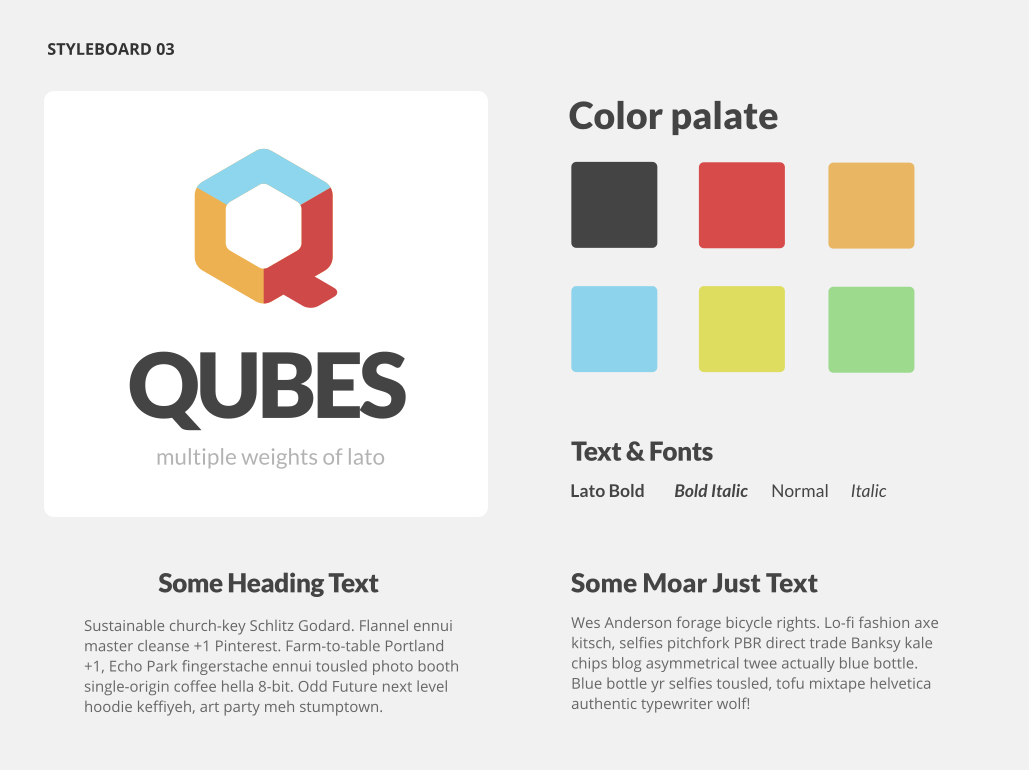 STYLEBOARD 03
QUBES
multiple weights of lato
Color palate
Text & Fonts
Lato Bold Bold Italic Normal Italic
Some Heading Text
Sustainable church-key Schlitz Godard. Flannel ennui
master cleanse +1 Pinterest. Farm-to-table Portland
+1, Echo Park fingerstache ennui tousled photo booth
single-origin coffee hella 8-bit. Odd Future next level
hoodie keffiyeh, art party meh stumptown.
Some Moar Just Text
Wes Anderson forage bicycle rights. Lo-fi fashion axe
kitsch, selfies pitchfork PBR direct trade Banksy kale
chips blog asymmetrical twee actually blue bottle.
Blue bottle yr selfies tousled, tofu mixtape helvetica
authentic typewriter wolf!